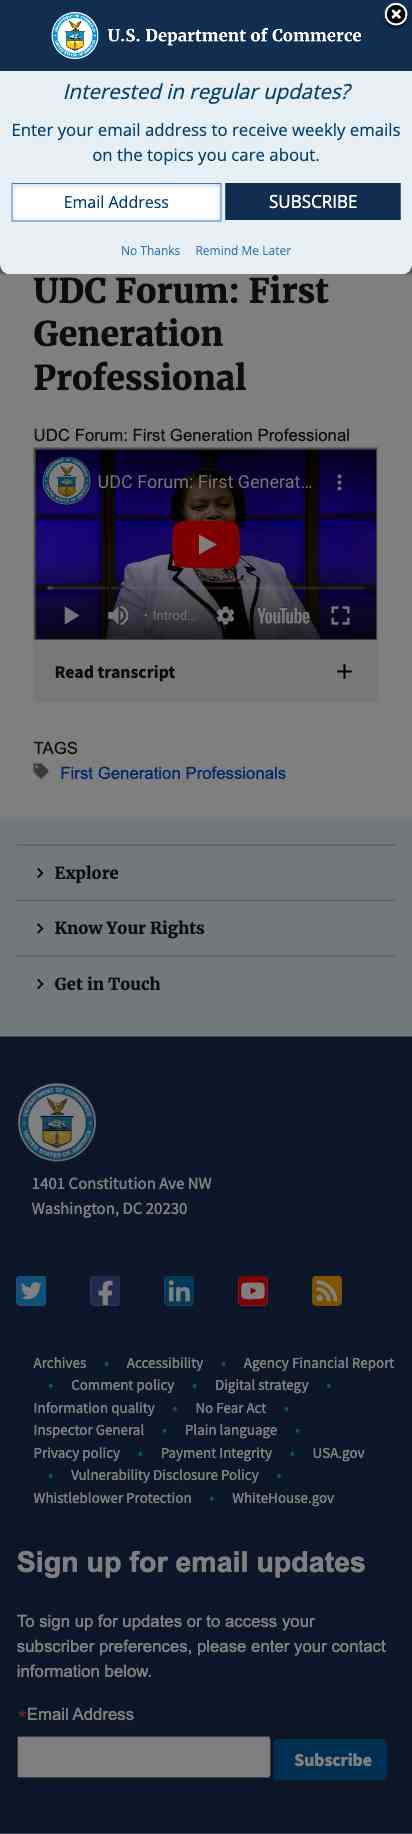 U.S. Department of Commerce
Interested in regular updates?
Enter your email address to receive weekly emails
on the topics you care about.
Email Address
SUBSCRIBE
No Thanks
Remind Me Later
UDC Forum: First
Generation
Professional
UDC Forum: First Generation Professional
UDC Forum: First Generat...
• Introd...
YouTube
Read transcript
TAGS
First Generation Professionals
Explore
Know Your Rights
Get in Touch
1401 Constitution Ave NW
Washington, DC 20230
Archives • Accessibility • Agency Financial Report
• Comment policy • Digital strategy •
Information quality • No Fear Act •
Inspector General • Plain language •
Privacy policy • Payment Integrity • USA.gov
• Vulnerability Disclosure Policy •
Whistleblower Protection • WhiteHouse.gov
Sign up for email updates
To sign up for updates or to access your
subscriber preferences, please enter your contact
information below.
*Email Address
Subscribe